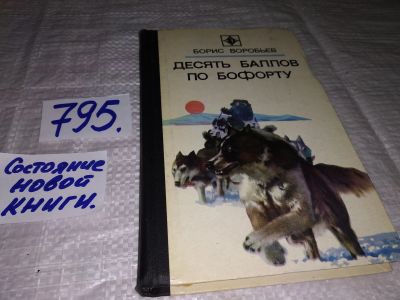 БОРИС ВОРОБЬЕВ
ДЕСЯТЬ БАЛЛОВ
ПО БОФОРТУ
795.
Состояние
новой
книги.